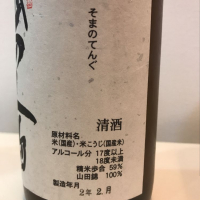 そまのてんぐ
清酒
原材料名
米(国産)・米こうじ(国産米)
アルコール分 17度以上
18度未満
精米歩合 59%
山田錦 100%
製造年月
2年 2.月